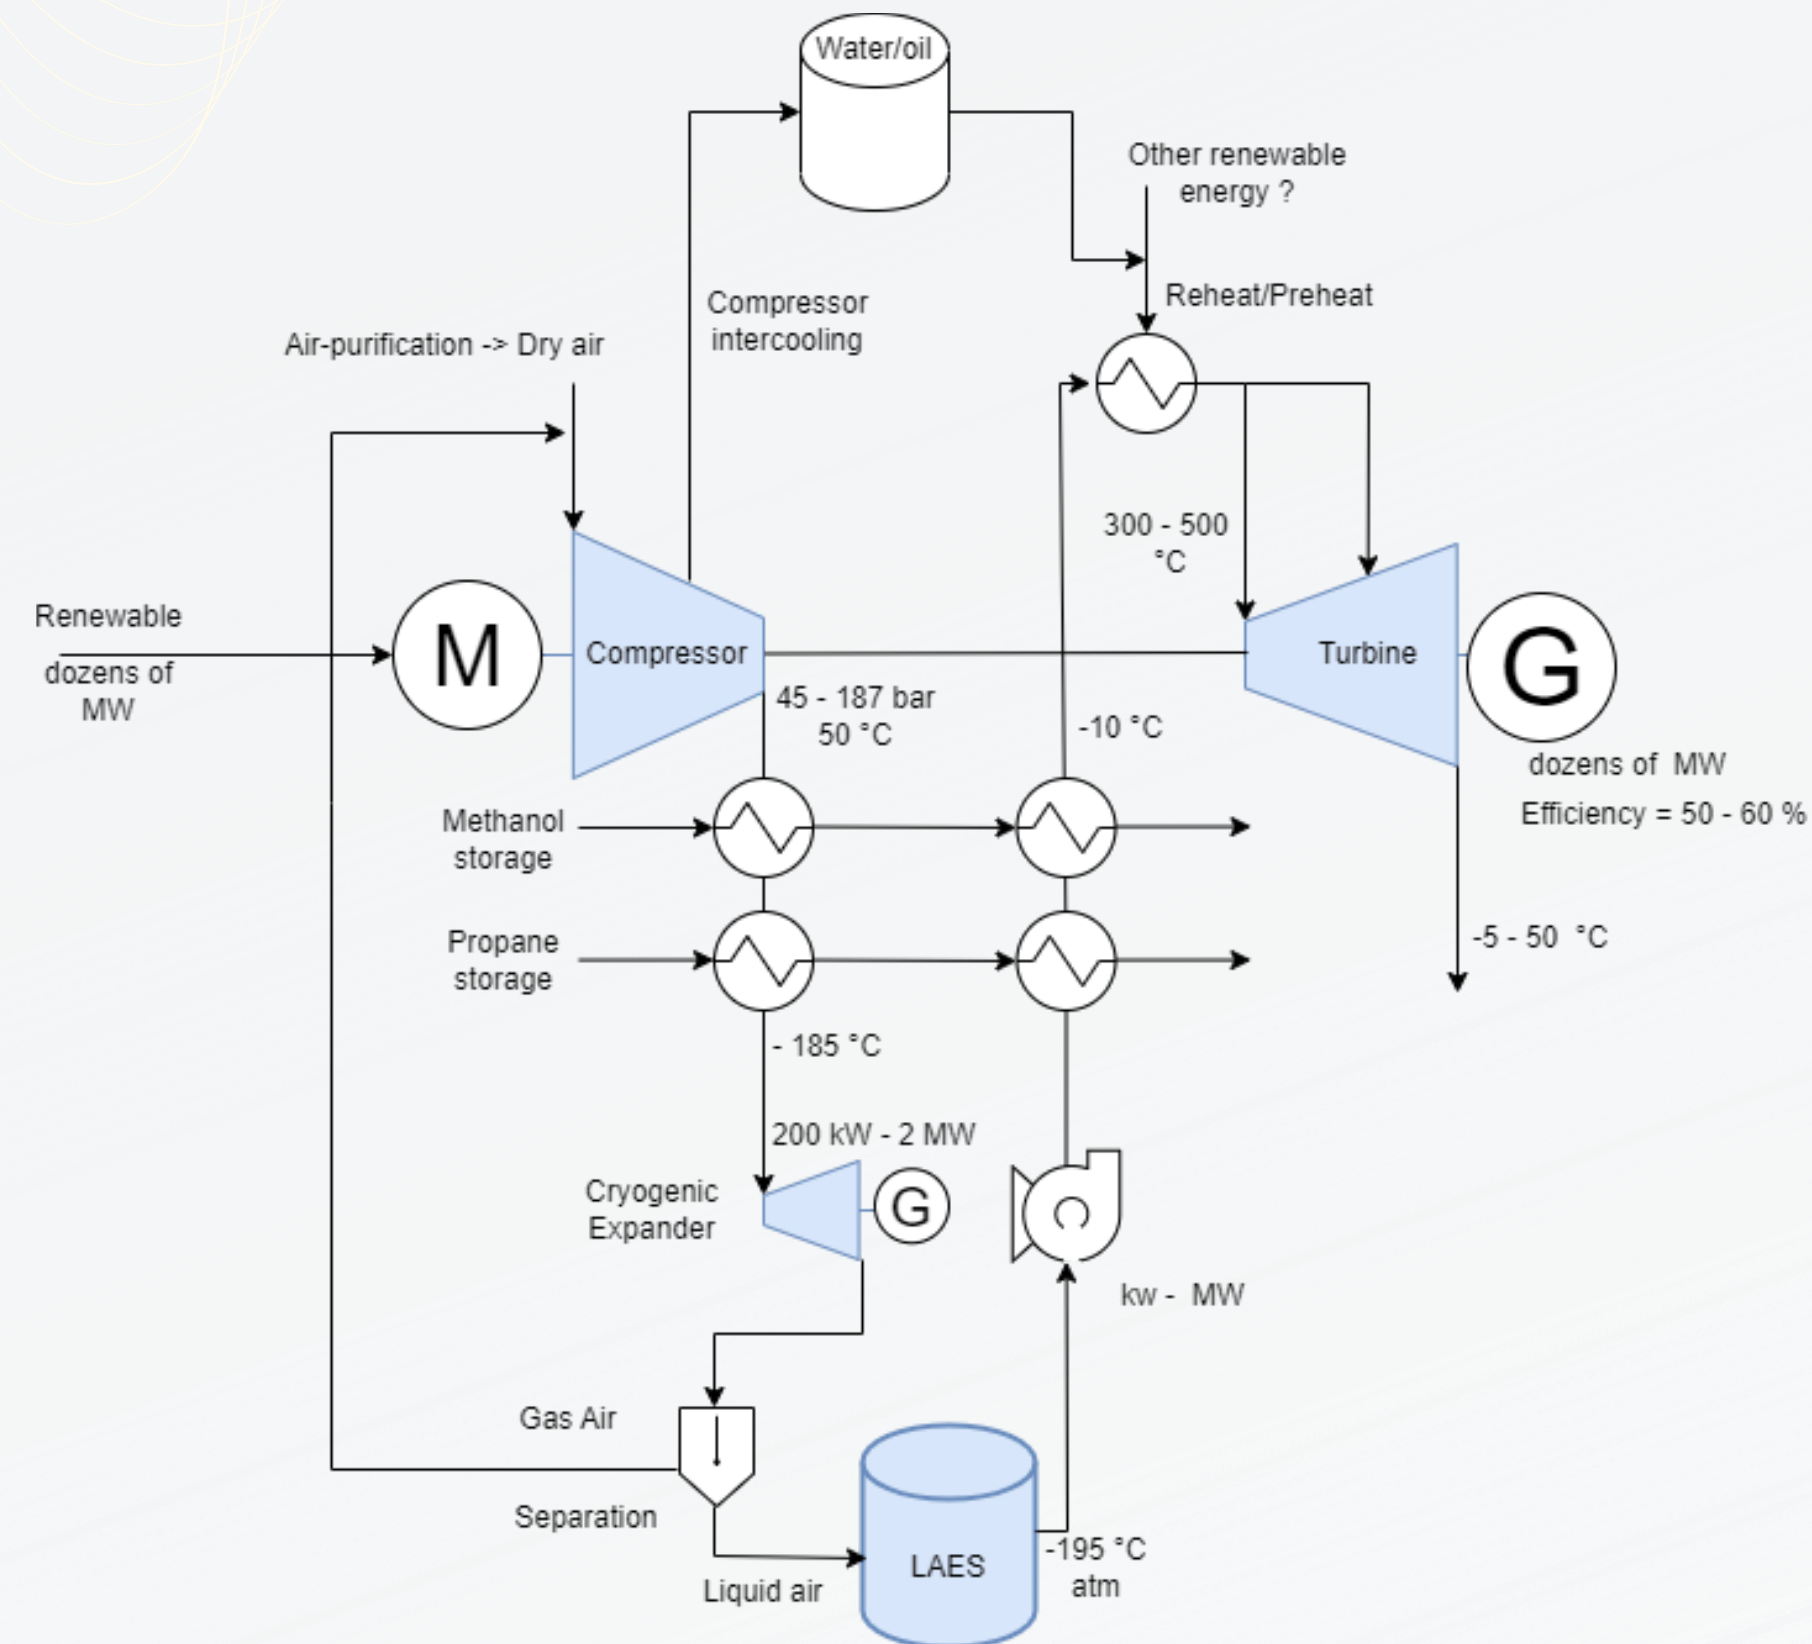 Water/oil
Other renewable
energy ?
Compressor
intercooling
Reheat/Preheat
Air-purification -> Dry air
300 - 500
°C
Renewable
dozens of
MW
M
Compressor
Turbine
G
45 - 187 bar
50 °C
-10 °C
dozens of  MW
Efficiency = 50 - 60 %
Methanol
storage
Propane
storage
-5 - 50  °C
- 185 °C
200 kW - 2 MW
Cryogenic
Expander
G
kw -  MW
Gas Air
Separation
Liquid air
LAES
-195 °C
atm